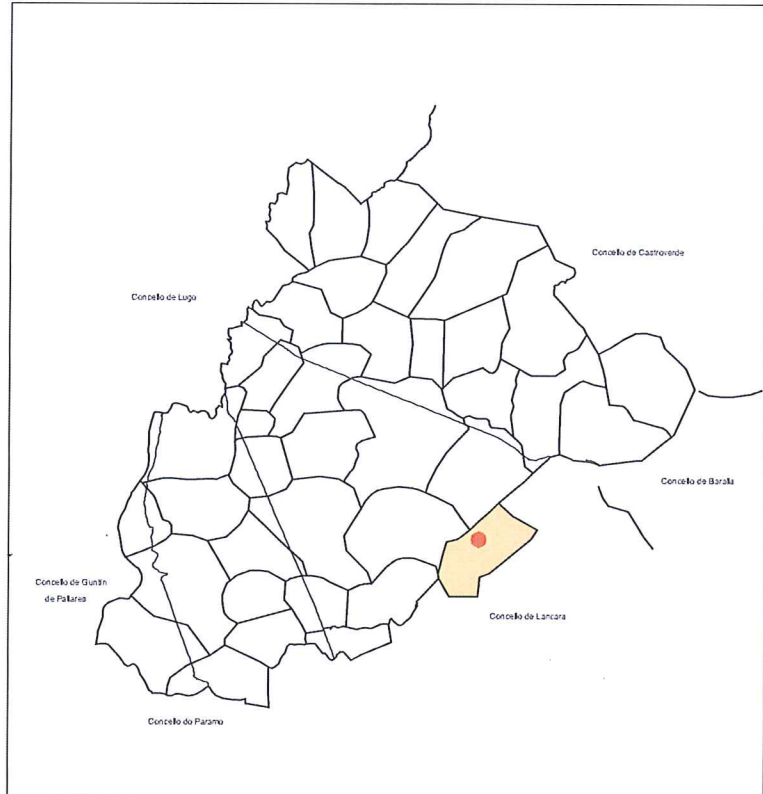 Concello de Castroverde
Concello de Lugo
Concello de Baralla
Concello de Guntín
de Pallares
Concello de Lancara
Concello do Paramo